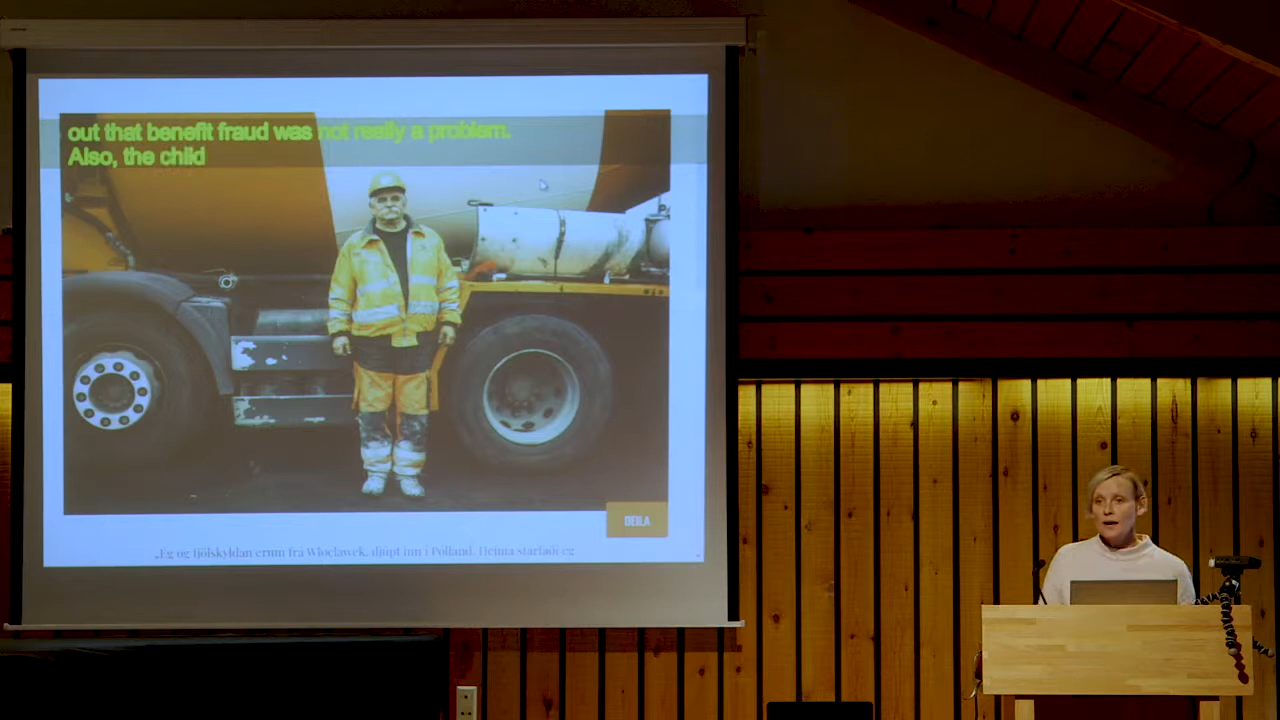 out that benefit fraud was not really a problem.
Also, the child
DEILA
„Ég og fjölskyldan erum frá Wloclawek, djúpt inn í Póllandi. Heima starfaði ég